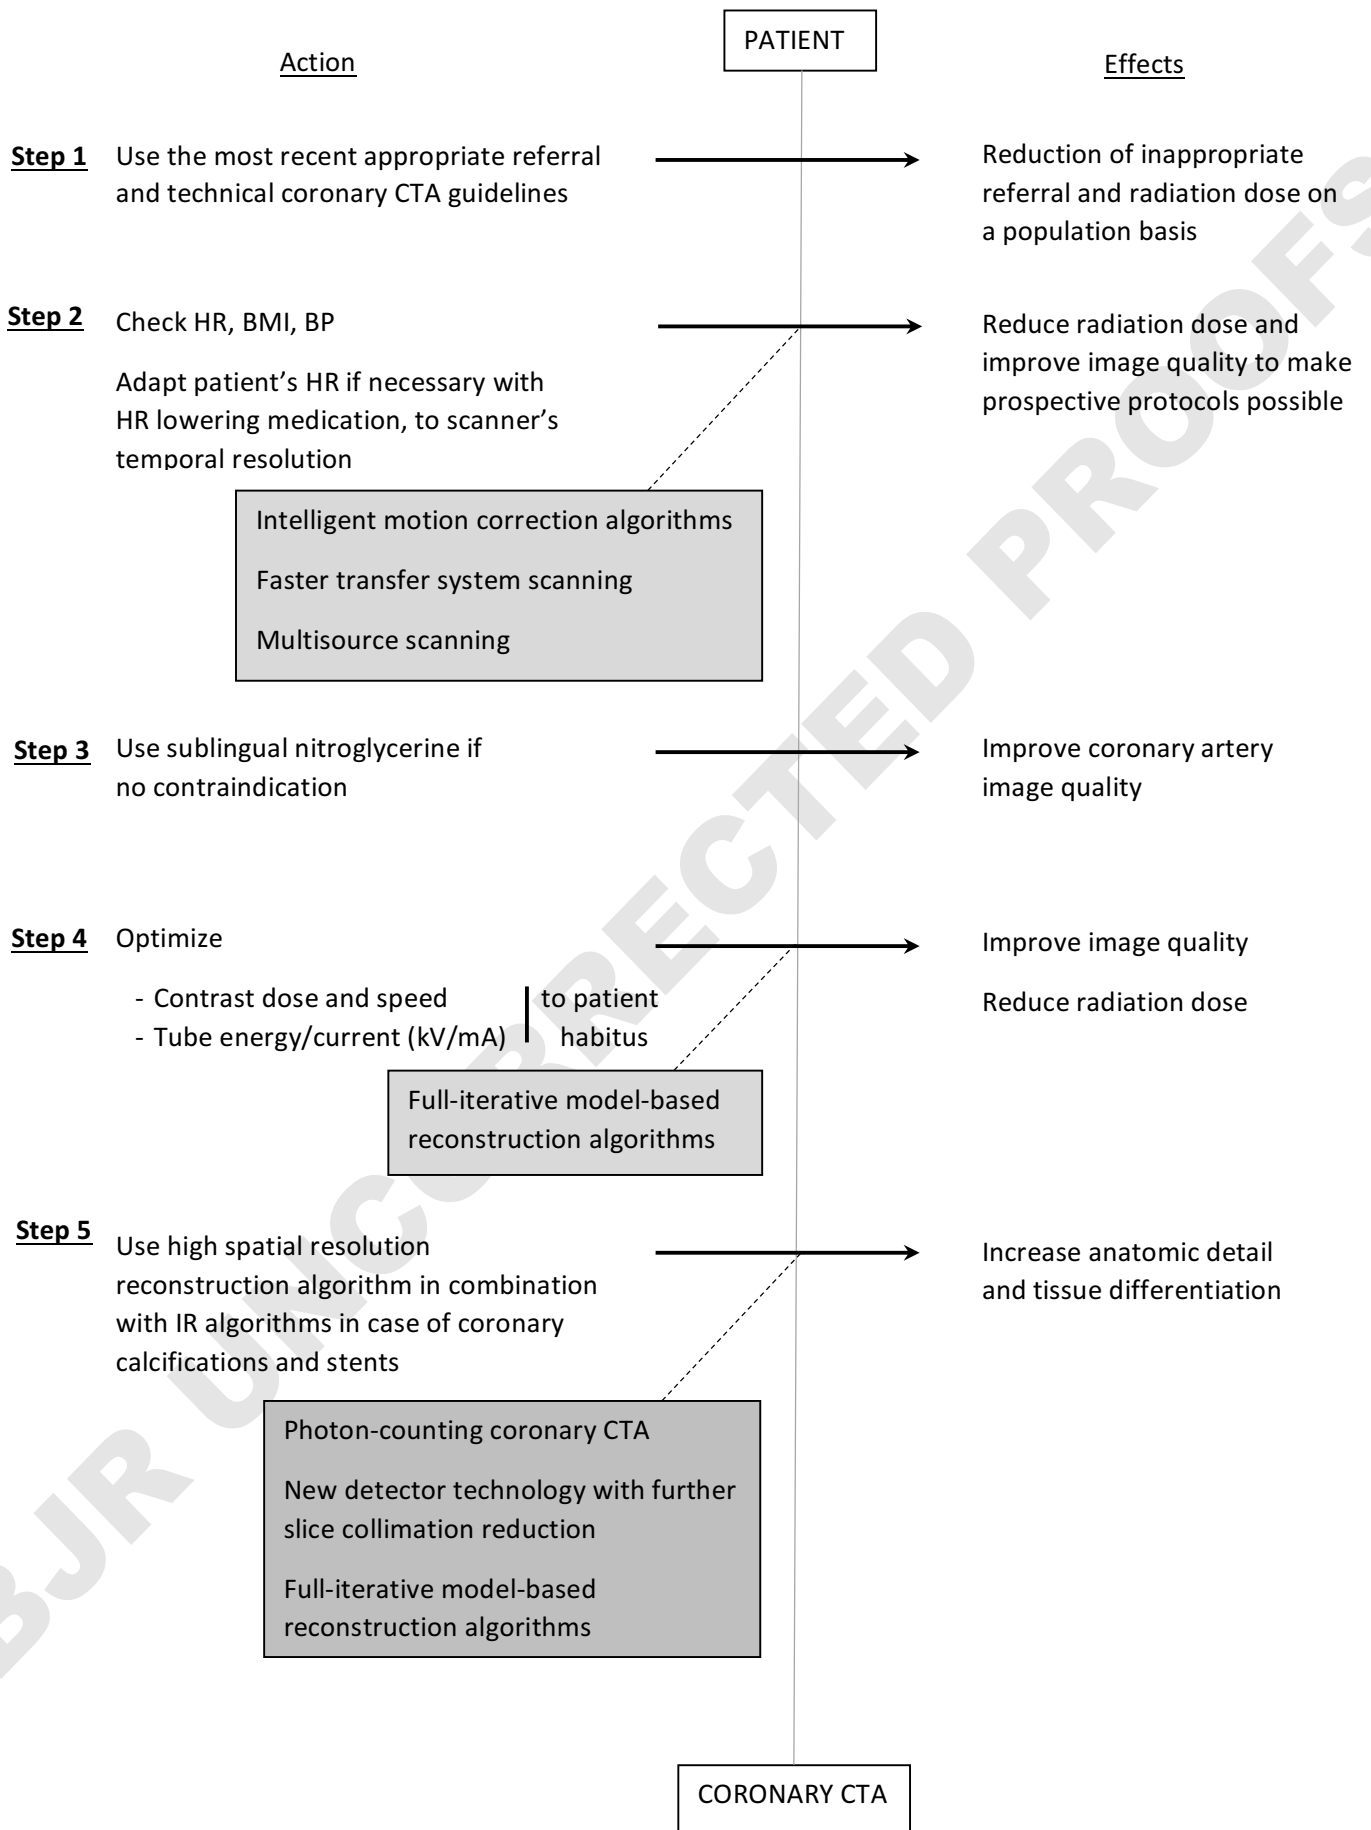 PATIENT
Action
Effects
Step 1
Use the most recent appropriate referral
and technical coronary CTA guidelines
Reduction of inappropriate
referral and radiation dose on
a population basis
Step 2
Check HR, BMI, BP
Adapt patient's HR if necessary with
HR lowering medication, to scanner's
temporal resolution
Reduce radiation dose and
improve image quality to make
prospective protocols possible
Intelligent motion correction algorithms
Faster transfer system scanning
Multisource scanning
Step 3
Use sublingual nitroglycerine if
no contraindication
Improve coronary artery
image quality
Step 4
Optimize
- Contrast dose and speed
- Tube energy/current (kV/mA)
to patient
habitus
Improve image quality
Reduce radiation dose
Full-iterative model-based
reconstruction algorithms
Step 5
Use high spatial resolution
reconstruction algorithm in combination
with IR algorithms in case of coronary
calcifications and stents
Increase anatomic detail
and tissue differentiation
Photon-counting coronary CTA
New detector technology with further
slice collimation reduction
Full-iterative model-based
reconstruction algorithms
CORONARY CTA
BJR UNCORRECTED PROOFS